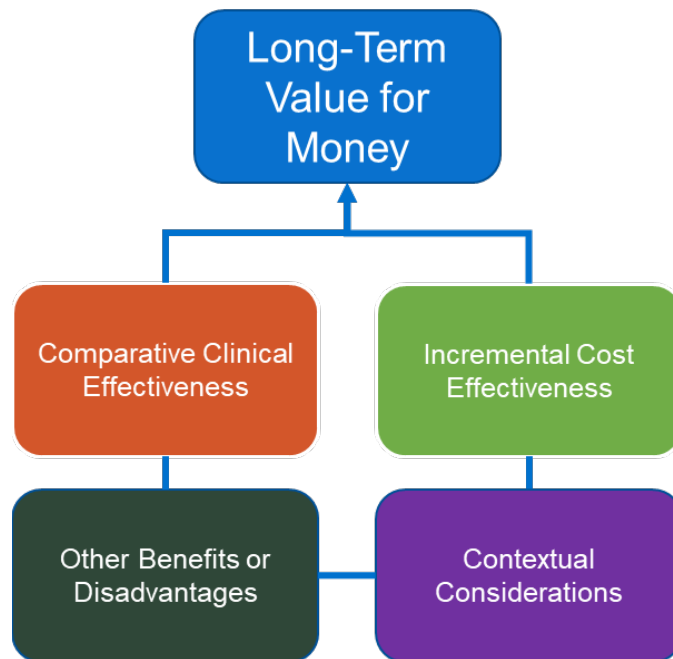 Long-Term
Value for
Money
Comparative Clinical
Effectiveness
Incremental Cost
Effectiveness
Other Benefits or
Disadvantages
Contextual
Considerations